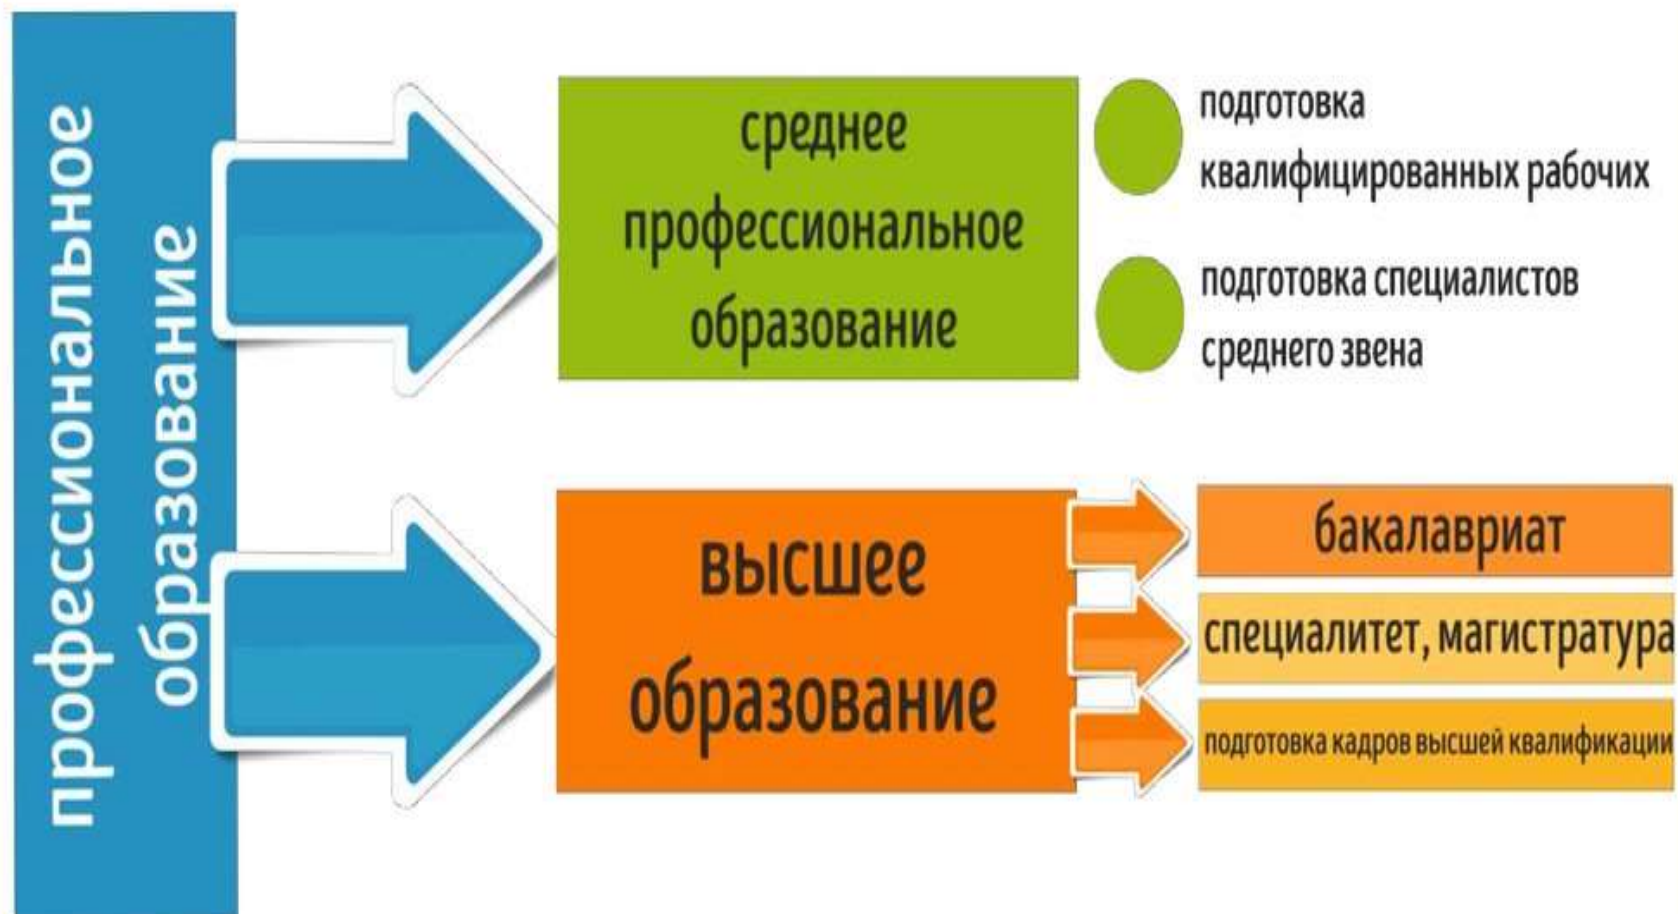 профессиональное
образование
среднее
профессиональное
образование
подготовка
квалифицированных рабочих
подготовка специалистов
среднего звена
высшее
образование
бакалавриат
специалитет, магистратура
подготовка кадров высшей квалификации